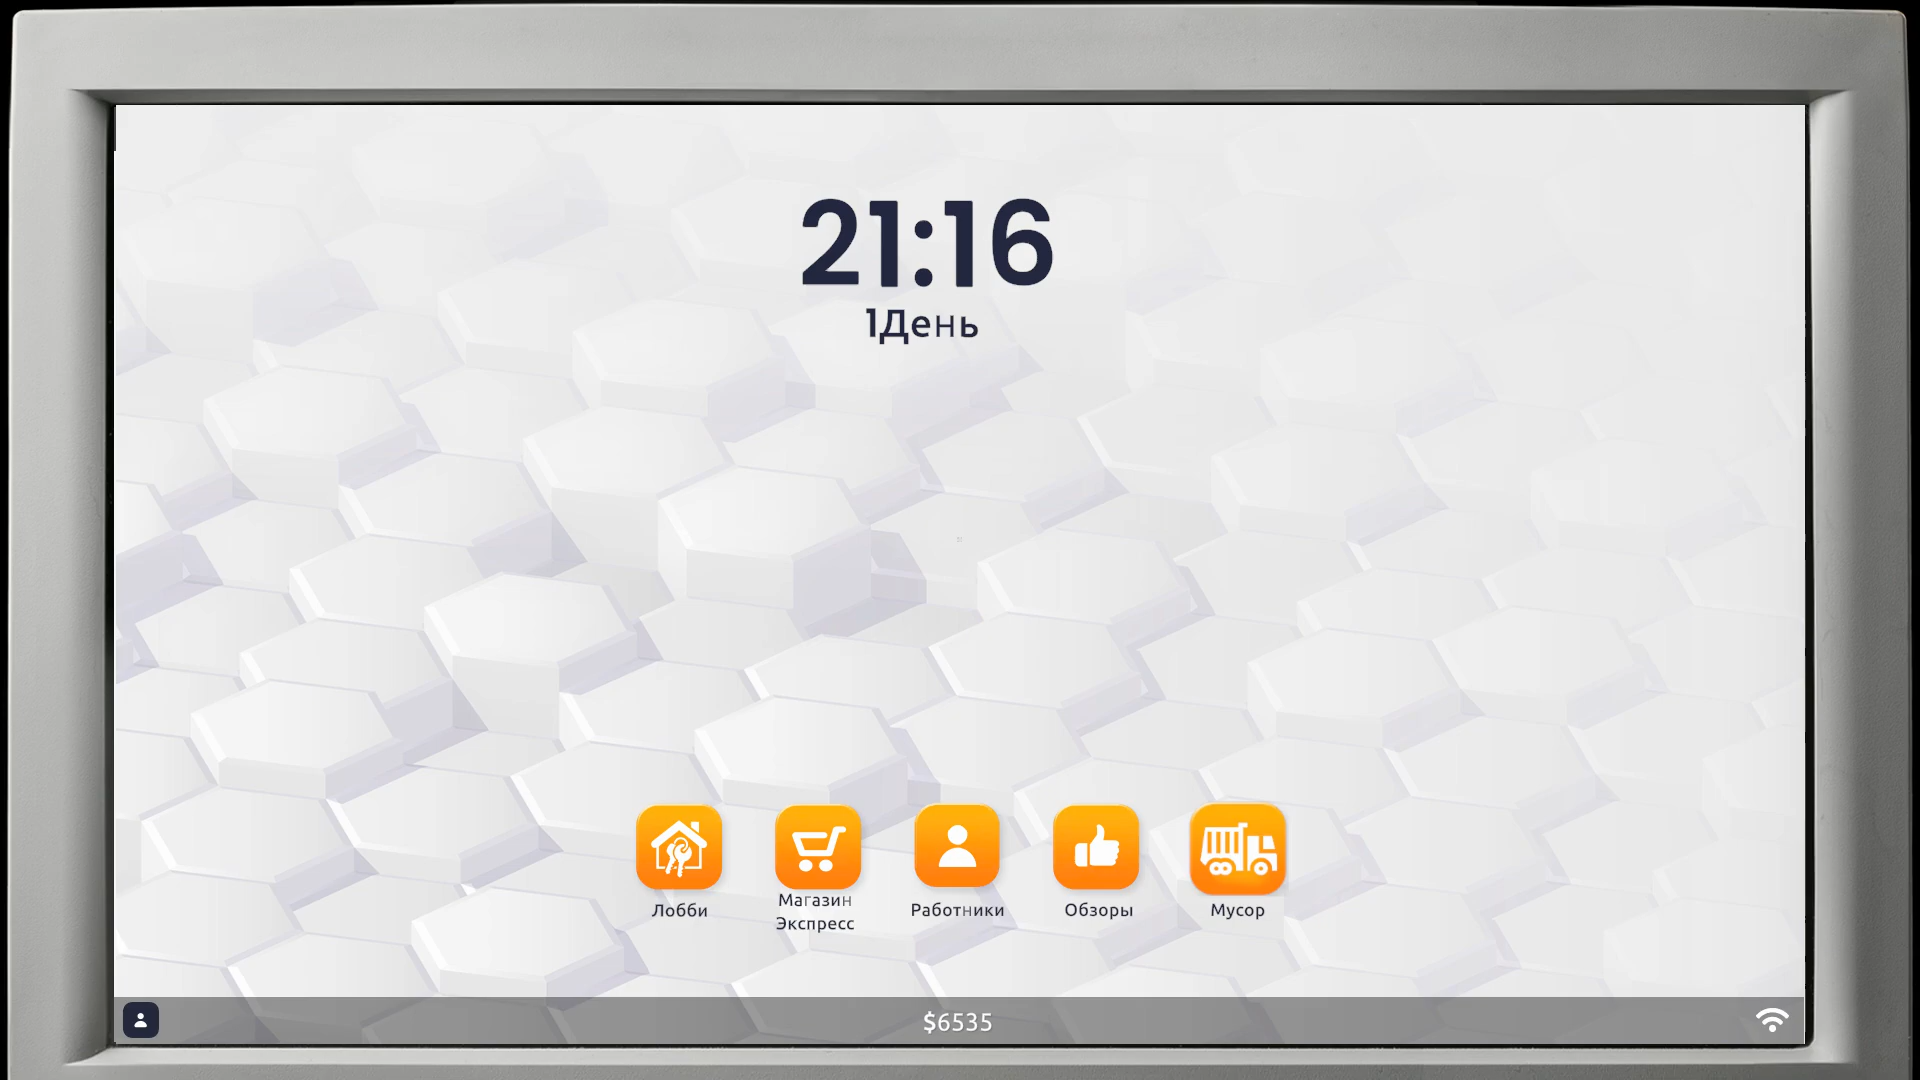 21:16
1День
Лобби
Магазин
Экспресс
Работники
Обзоры
Мусор
$6535